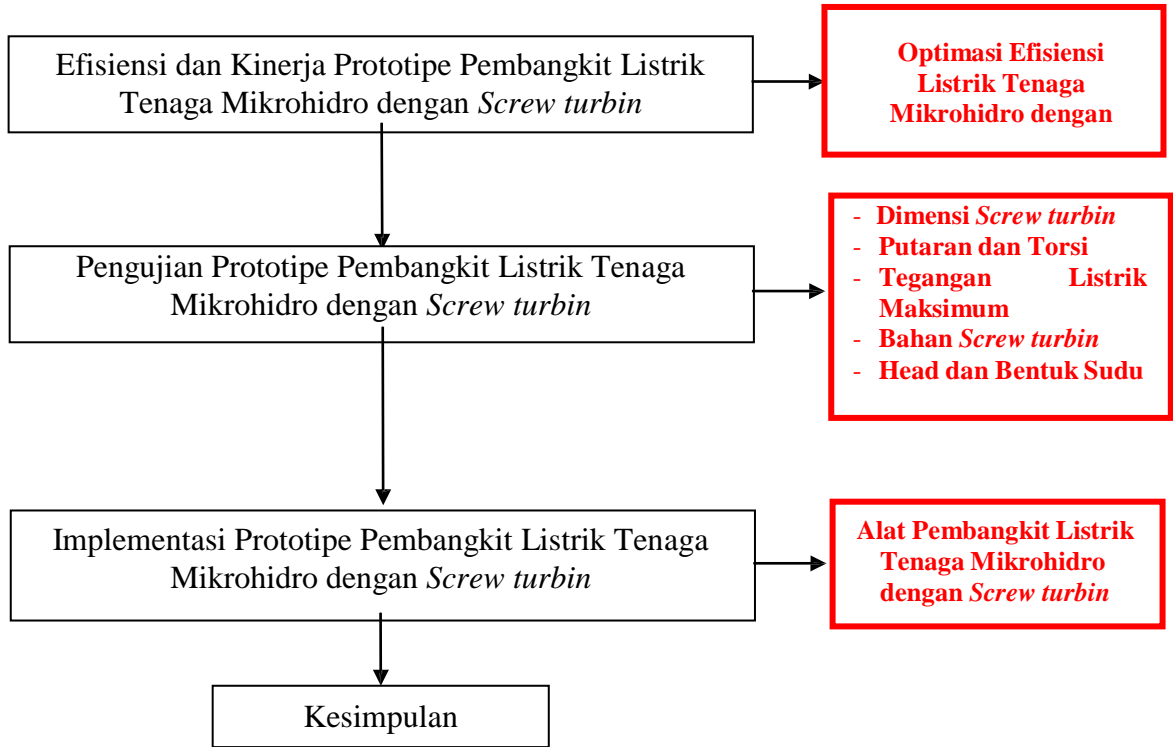 Efisiensi dan Kinerja Prototipe Pembangkit Listrik
Tenaga Mikrohidro dengan Screw turbin
Optimasi Efisiensi
Listrik Tenaga
Mikrohidro dengan
Pengujian Prototipe Pembangkit Listrik Tenaga
Mikrohidro dengan Screw turbin
- Dimensi Screw turbin
- Putaran dan Torsi
- Tegangan Listrik
Maksimum
- Bahan Screw turbin
- Head dan Bentuk Sudu
Implementasi Prototipe Pembangkit Listrik Tenaga
Mikrohidro dengan Screw turbin
Alat Pembangkit Listrik
Tenaga Mikrohidro
dengan Screw turbin
Kesimpulan